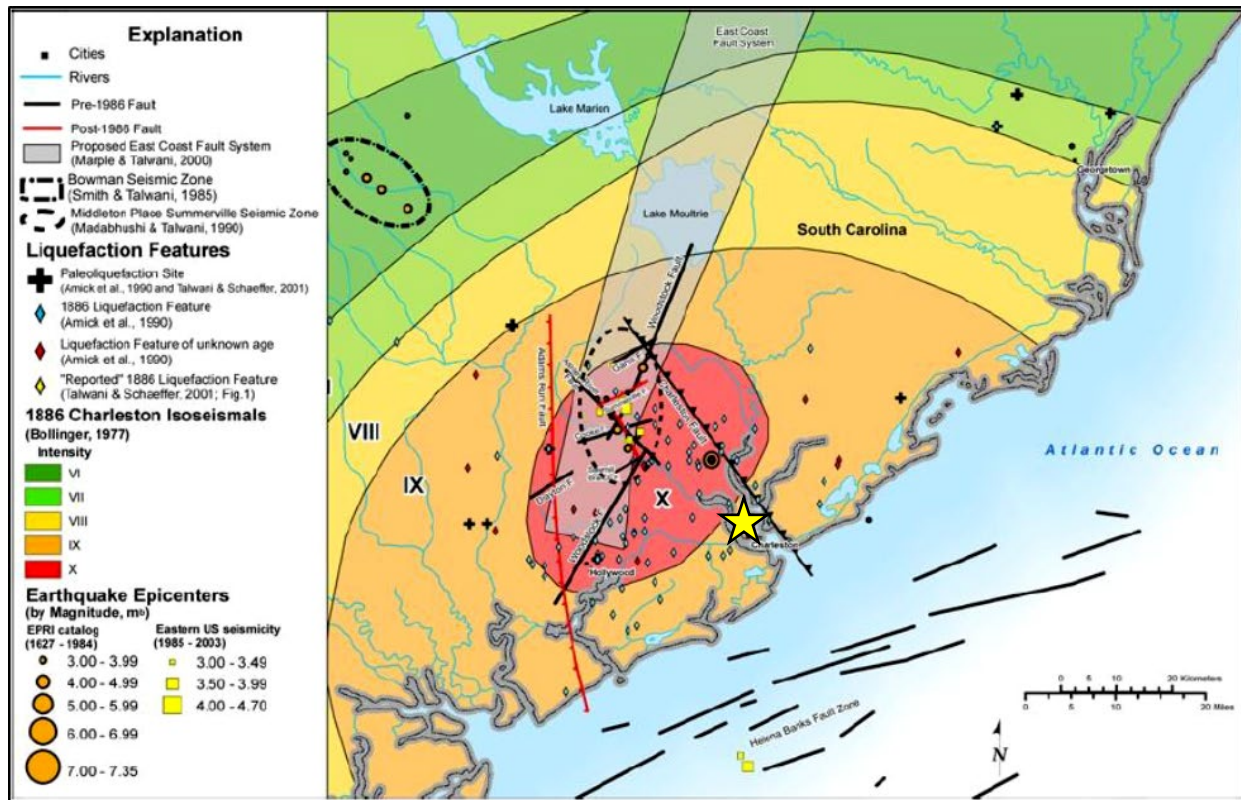 Explanation
Cities
Rivers
Pre-1986 Fault
Post-1986 Fault
Proposed East Coast Fault System
(Marple & Talwani, 2000)
Bowman Seismic Zone
(Smith & Talwani, 1985)
Middleton Place Summerville Seismic Zone
(Madabhushi & Talwani, 1990)
Liquefaction Features
Paleoliquefaction Site
(Amick et al., 1990 and Talwani & Schaeffer, 2001)
1886 Liquefaction Feature
(Amick et al., 1990)
Liquefaction Feature of unknown age
(Amick et al., 1990)
"Reported" 1886 Liquefaction Feature
(Talwani & Schaeffer, 2001; Fig.1)
1886 Charleston Isoseismals
(Bollinger, 1977)
Intensity
VI
VII
VIII
IX
X
Earthquake Epicenters
(by Magnitude, mb)
EPRI catalog
(1627 - 1984)
3.00 - 3.99
4.00 - 4.99
5.00 - 5.99
6.00 - 6.99
7.00 - 7.35
Eastern US seismicity
(1985 - 2003)
3.00 - 3.49
3.50 - 3.99
4.00 - 4.70
East Coast
Fault System
Lake Marion
Lake Moultrie
Georgetown
South Carolina
Woodstock Fault
Adams Run Fault
Charleston Fault
VIII
IX
X
Dayton F.
Woodstock
Hollywood
Charleston
Atlantic Ocean
Helena Banks Fault Zone
20 Kilometers
20 Miles
N